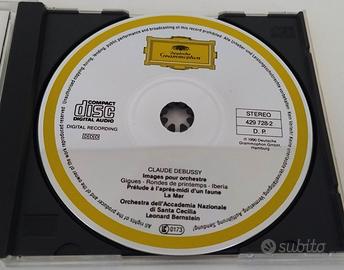 Deutsche
Grammophon
COMPACT
disc
DIGITAL AUDIO
DIGITAL RECORDING
DDD
STEREO
429 728-2
D. P.
℗ 1990 Deutsche
Grammophon GmbH,
Hamburg
CLAUDE DEBUSSY
Images pour orchestre
Gigues · Rondes de printemps · Iberia
Prélude à l'après-midi d'un faune
La Mer
Orchestra dell'Accademia Nazionale
di Santa Cecilia
Leonard Bernstein
LC 0173
subito